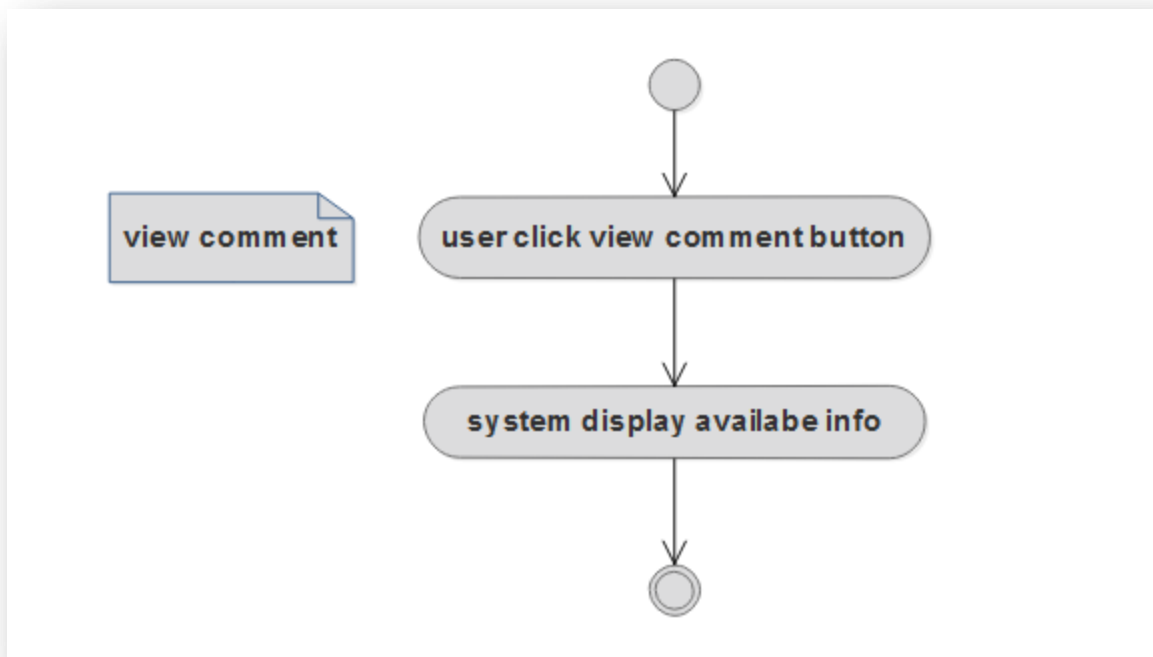 view comment
user click view comment button
system display availabe info